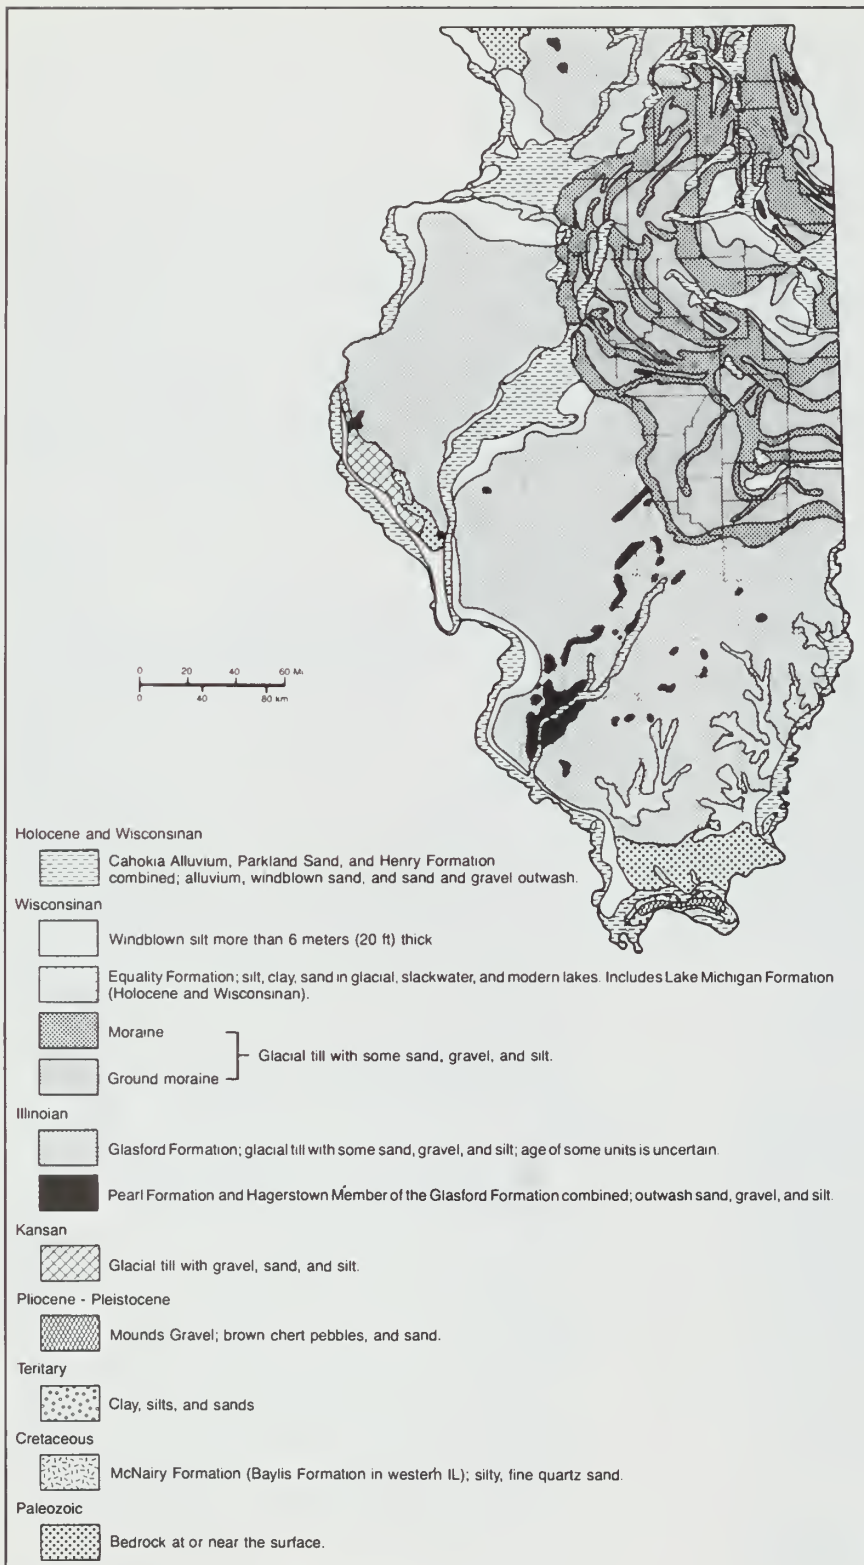 0 20 40 60 Mi
0 40 80 km
Holocene and Wisconsinan
Cahokia Alluvium, Parkland Sand, and Henry Formation
combined; alluvium, windblown sand, and sand and gravel outwash.
Wisconsinan
Windblown silt more than 6 meters (20 ft) thick
Equality Formation; silt, clay, sand in glacial, slackwater, and modern lakes. Includes Lake Michigan Formation
(Holocene and Wisconsinan).
Moraine
Glacial till with some sand, gravel, and silt.
Ground moraine
Illinoian
Glasford Formation; glacial till with some sand, gravel, and silt; age of some units is uncertain.
Pearl Formation and Hagerstown Member of the Glasford Formation combined; outwash sand, gravel, and silt.
Kansan
Glacial till with gravel, sand, and silt.
Pliocene - Pleistocene
Mounds Gravel; brown chert pebbles, and sand.
Teritary
Clay, silts, and sands
Cretaceous
McNairy Formation (Baylis Formation in western IL); silty, fine quartz sand.
Paleozoic
Bedrock at or near the surface.